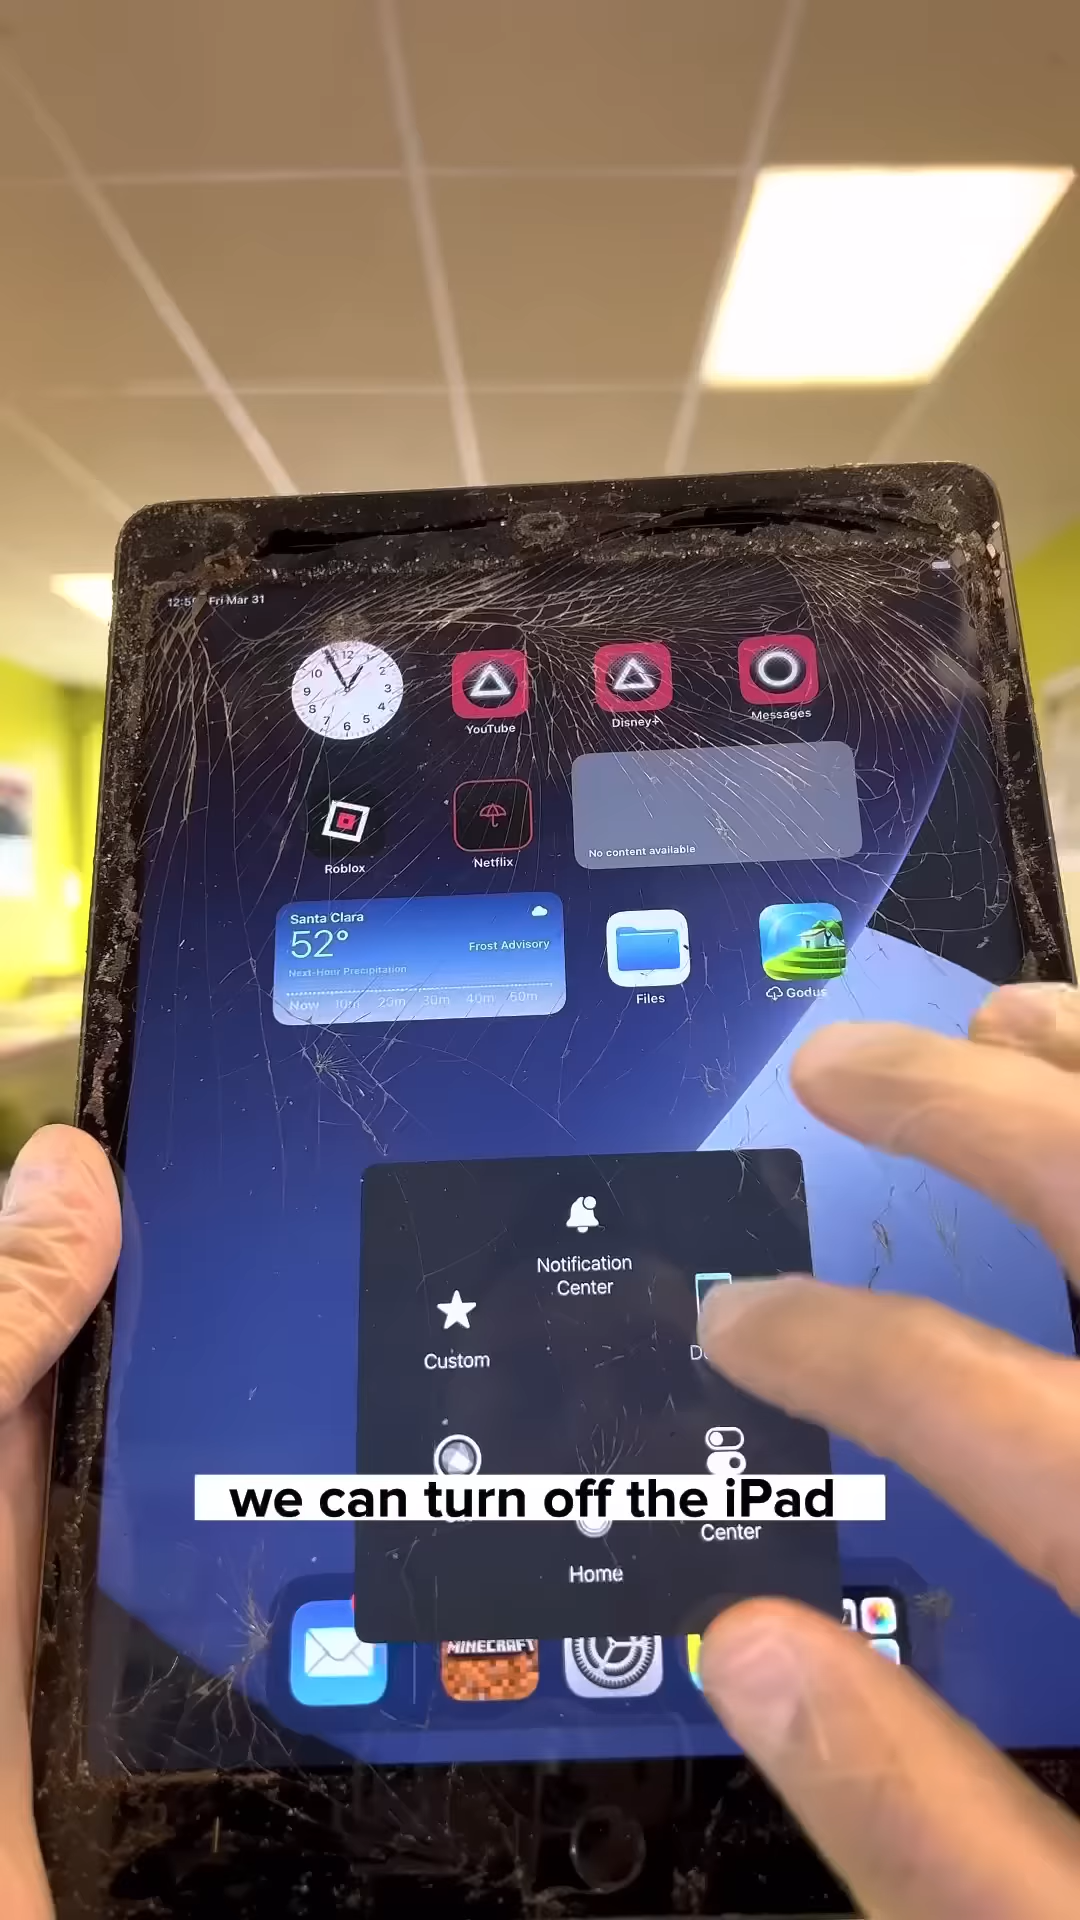 Fri Mar 31
YouTube
Disney+
Messages
Roblox
Netflix
No content available
Santa Clara
52°
Frost Advisory
Next-Hour Precipitation
Now 10m 20m 30m 40m 50m
Files
Godus
Notification
Center
Custom
we can turn off the iPad
Center
Home
MINECRAFT